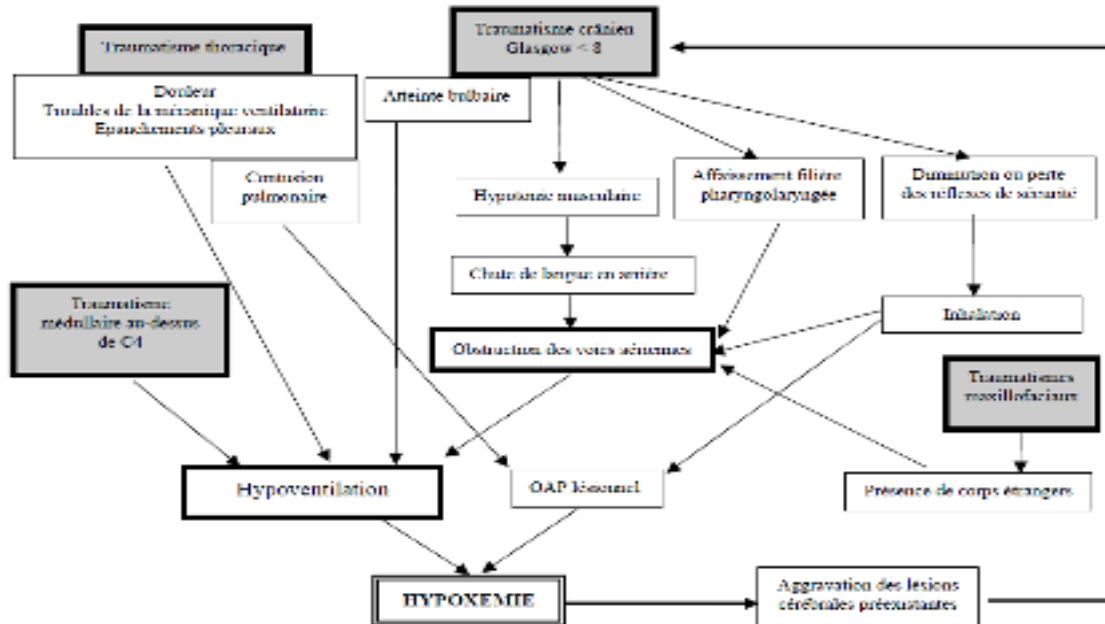 Traumatisme thoracique
Traumatisme crânien
Glasgow < 8
Douleur
Troubles de la mécanique ventilatoire
Epanchements pleuraux
Atteinte bulbaire
Contusion
pulmonaire
Hypotonie musculaire
Affaissement filière
pharyngolaryngée
Diminution ou perte
des réflexes de sécurité
Chute de langue en arrière
Traumatisme
médullaire au-dessus
de C4
Inhalation
Obstruction des voies aériennes
Traumatismes
maxillofaciaux
Hypoventilation
OAP lésionnel
Présence de corps étrangers
HYPOXEMIE
Aggravation des lésions
cérébrales préexistantes